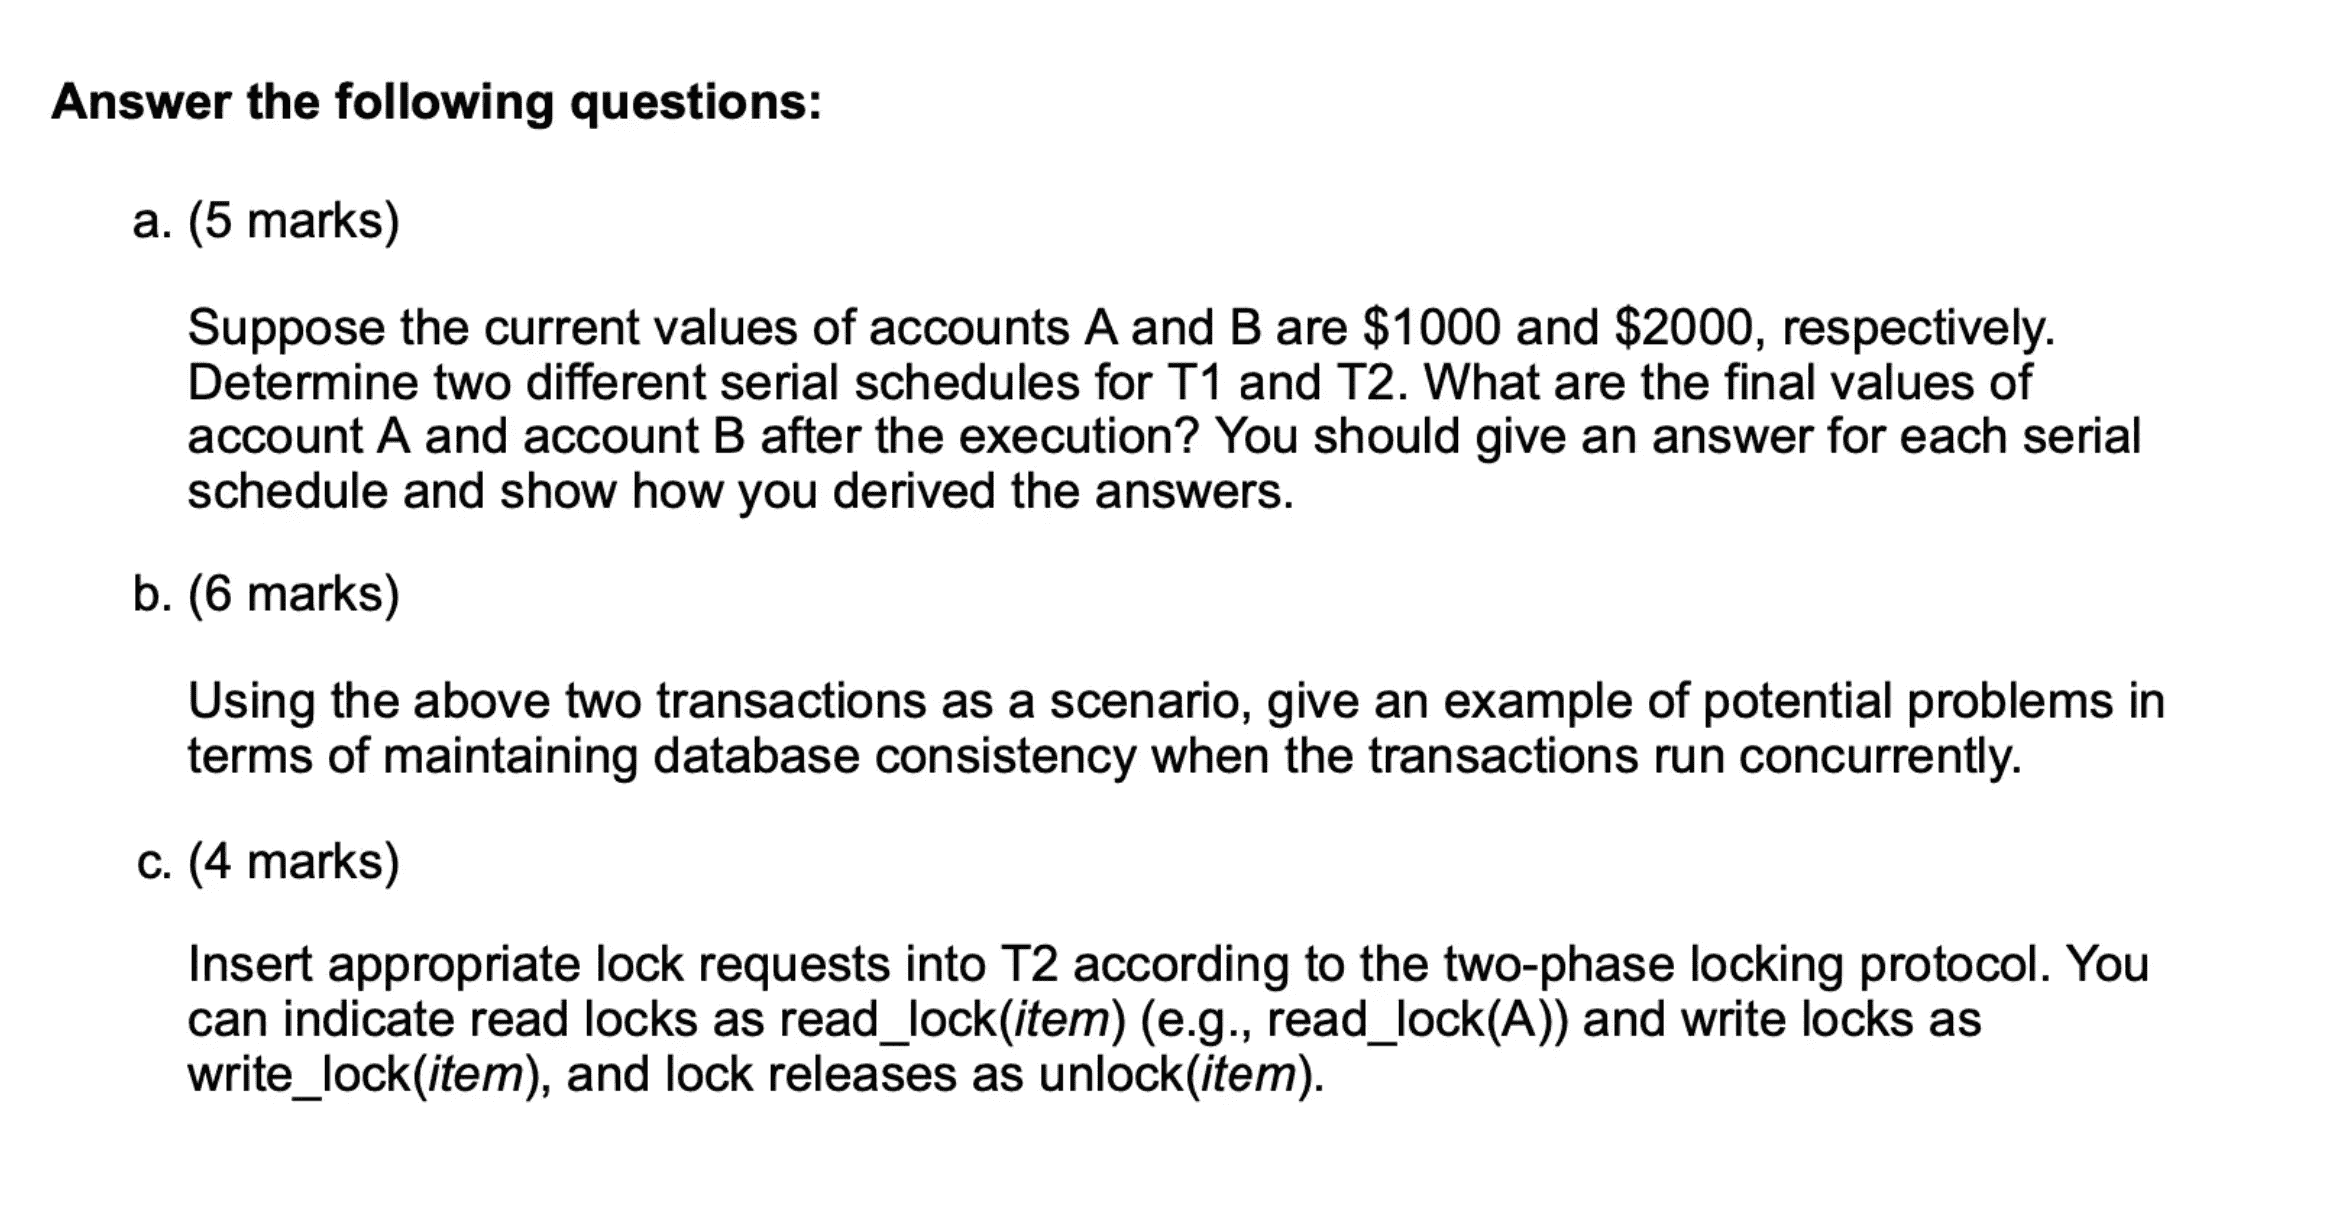 Answer the following questions:
a. (5 marks)
Suppose the current values of accounts A and B are $1000 and $2000, respectively.
Determine two different serial schedules for T1 and T2. What are the final values of
account A and account B after the execution? You should give an answer for each serial
schedule and show how you derived the answers.
b. (6 marks)
Using the above two transactions as a scenario, give an example of potential problems in
terms of maintaining database consistency when the transactions run concurrently.
c. (4 marks)
Insert appropriate lock requests into T2 according to the two-phase locking protocol. You
can indicate read locks as read_lock(item) (e.g., read_lock(A)) and write locks as
write_lock(item), and lock releases as unlock(item).